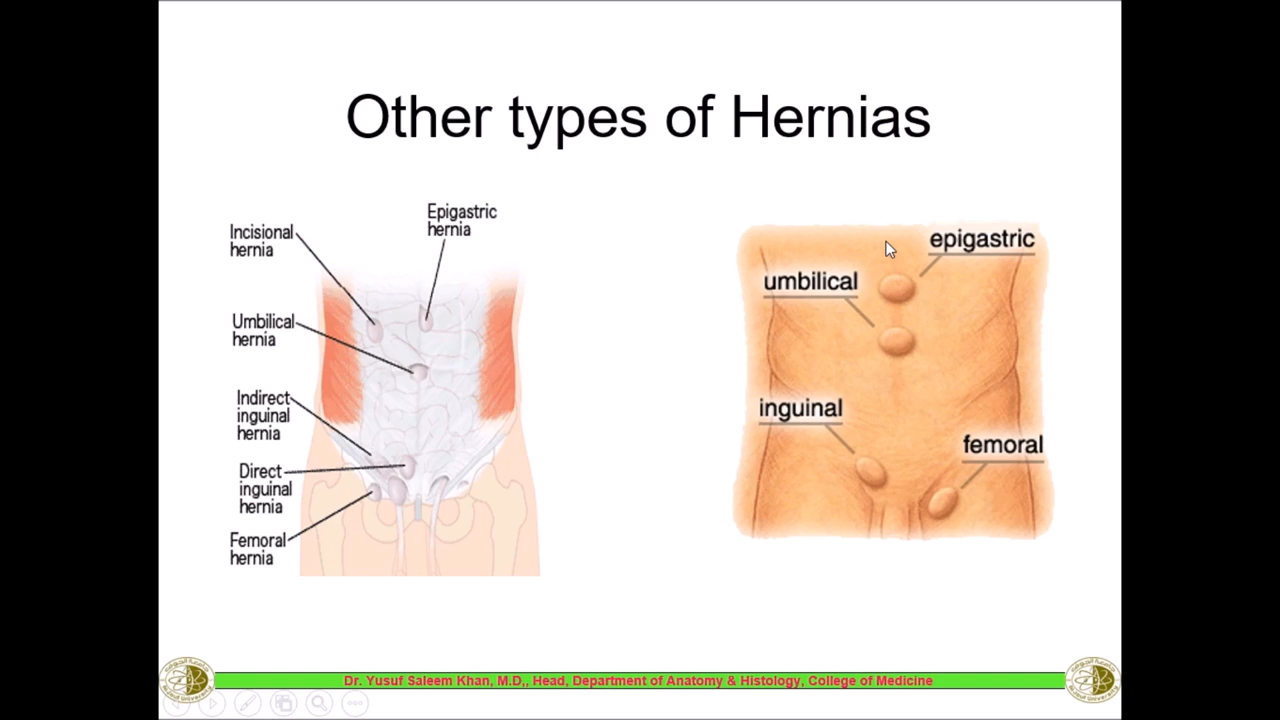 Other types of Hernias
Incisional
hernia
Epigastric
hernia
Umbilical
hernia
Indirect
inguinal
hernia
Direct
inguinal
hernia
Femoral
hernia
epigastric
umbilical
inguinal
femoral
Dr. Yusuf Saleem Khan, M.D,, Head, Department of Anatomy & Histology, College of Medicine